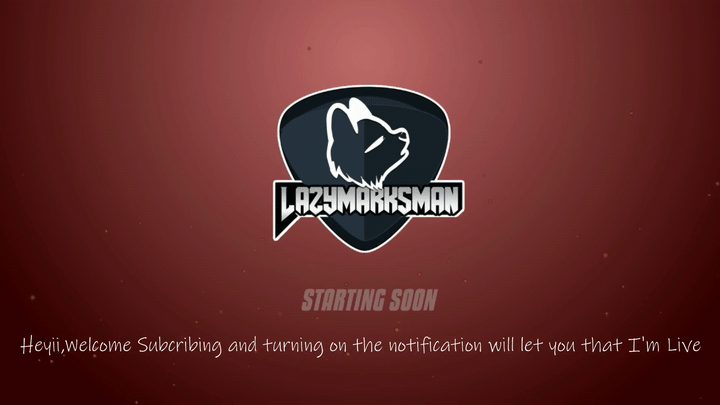 LAZYMARKSMAN
STARTING SOON
Heyii,Welcome Subcribing and turning on the notification will let you that I'm Live